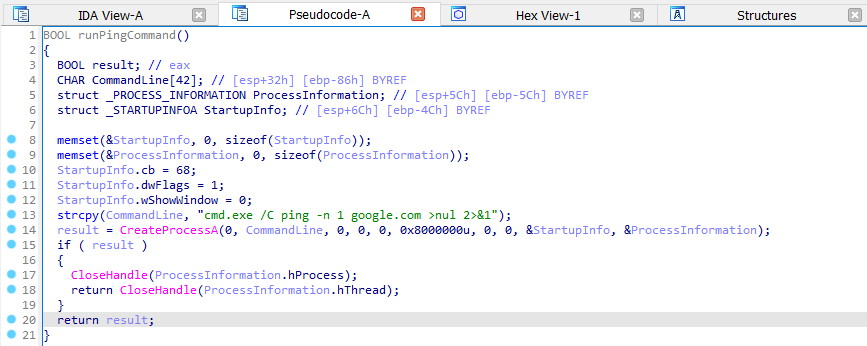 IDA View-A Pseudocode-A Hex View-1 Structures
1 BOOL runPingCommand()
2 {
3 BOOL result; // eax
4 CHAR CommandLine[42]; // [esp+32h] [ebp-86h] BYREF
5 struct _PROCESS_INFORMATION ProcessInformation; // [esp+5Ch] [ebp-5Ch] BYREF
6 struct _STARTUPINFOA StartupInfo; // [esp+6Ch] [ebp-4Ch] BYREF
7
8 memset(&StartupInfo, 0, sizeof(StartupInfo));
9 memset(&ProcessInformation, 0, sizeof(ProcessInformation));
10 StartupInfo.cb = 68;
11 StartupInfo.dwFlags = 1;
12 StartupInfo.wShowWindow = 0;
13 strcpy(CommandLine, "cmd.exe /C ping -n 1 google.com >nul 2>&1");
14 result = CreateProcessA(0, CommandLine, 0, 0, 0, 0x8000000u, 0, 0, &StartupInfo, &ProcessInformation);
15 if ( result )
16 {
17 CloseHandle(ProcessInformation.hProcess);
18 return CloseHandle(ProcessInformation.hThread);
19 }
20 return result;
21 }